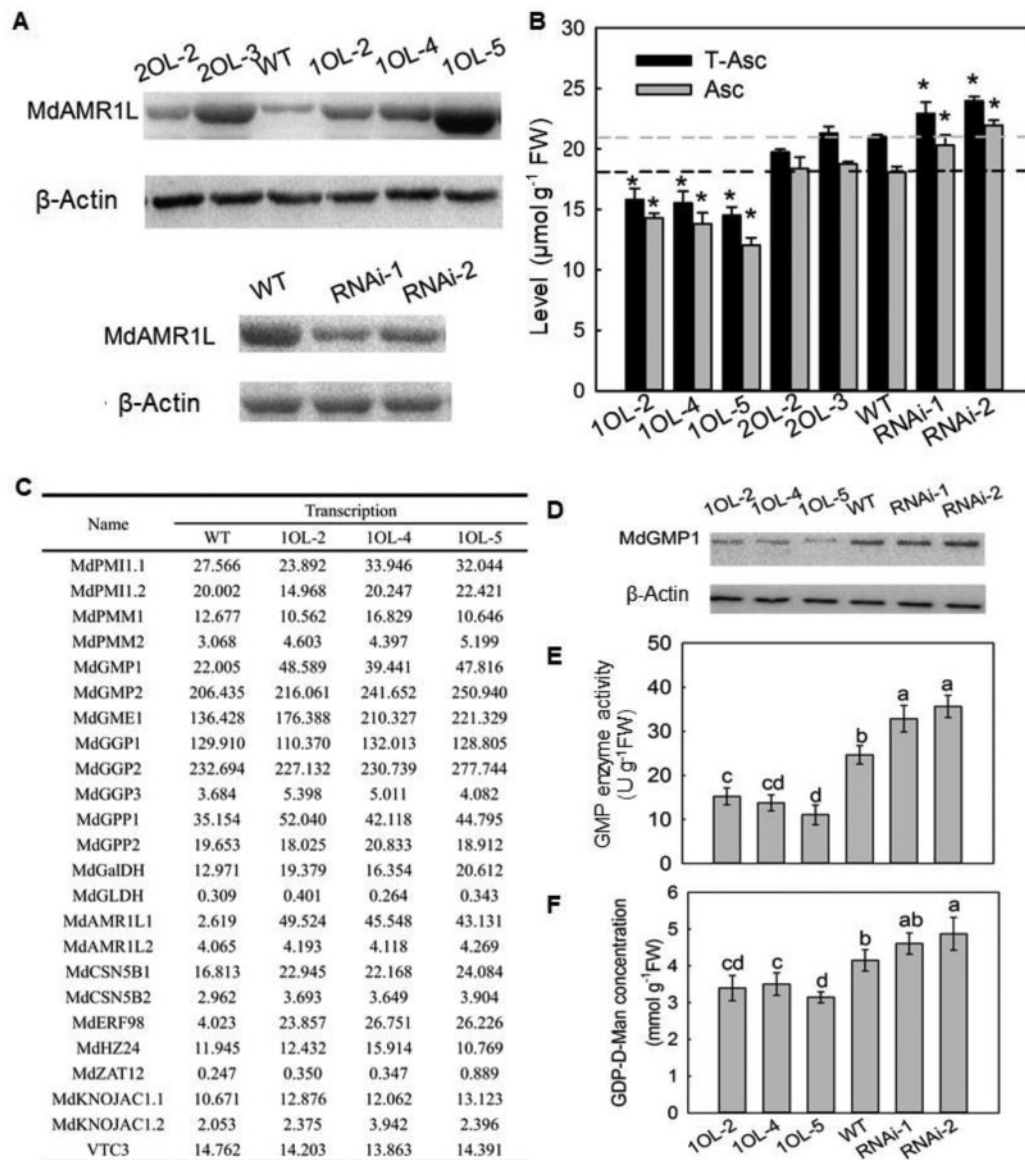 A
2OL-2 2OL-3 WT 1OL-2 1OL-4 1OL-5
MdAMR1L
β-Actin
WT RNAi-1 RNAi-2
MdAMR1L
β-Actin
B
30
25
20
15
10
5
0
Level (μmol g-1 FW)
T-Asc
Asc
* * * * * * * * * *
1OL-2 1OL-4 1OL-5 2OL-2 2OL-3 WT RNAi-1 RNAi-2
C
Name Transcription
WT 1OL-2 1OL-4 1OL-5
MdPMI1.1 27.566 23.892 33.946 32.044
MdPMI1.2 20.002 14.968 20.247 22.421
MdPMM1 12.677 10.562 16.829 10.646
MdPMM2 3.068 4.603 4.397 5.199
MdGMP1 22.005 48.589 39.441 47.816
MdGMP2 206.435 216.061 241.652 250.940
MdGME1 136.428 176.388 210.327 221.329
MdGGP1 129.910 110.370 132.013 128.805
MdGGP2 232.694 227.132 230.739 277.744
MdGGP3 3.684 5.398 5.011 4.082
MdGPP1 35.154 52.040 42.118 44.795
MdGPP2 19.653 18.025 20.833 18.912
MdGalDH 12.971 19.379 16.354 20.612
MdGLDH 0.309 0.401 0.264 0.343
MdAMR1L1 2.619 49.524 45.548 43.131
MdAMR1L2 4.065 4.193 4.118 4.269
MdCSN5B1 16.813 22.945 22.168 24.084
MdCSN5B2 2.962 3.693 3.649 3.904
MdERF98 4.023 23.857 26.751 26.226
MdHZ24 11.945 12.432 15.914 10.769
MdZAT12 0.247 0.350 0.347 0.889
MdKNOJAC1.1 10.671 12.876 12.062 13.123
MdKNOJAC1.2 2.053 2.375 3.942 2.396
VTC3 14.762 14.203 13.863 14.391
D
1OL-2 1OL-4 1OL-5 WT RNAi-1 RNAi-2
MdGMP1
β-Actin
E
50
40
30
20
10
0
GMP enzyme activity
(U g-1FW)
c cd d b a a
F
6
5
4
3
2
1
0
GDP-D-Man concentration
(mmol g-1FW)
cd c d b ab a
1OL-2 1OL-4 1OL-5 WT RNAi-1 RNAi-2